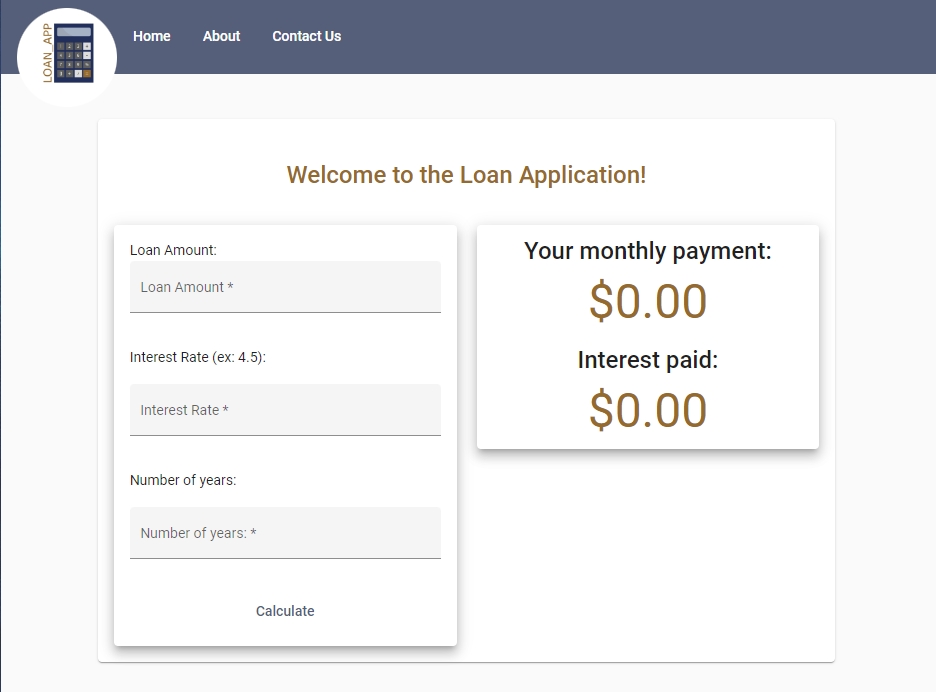 LOAN_APP
Home About Contact Us
Welcome to the Loan Application!
Loan Amount:
Loan Amount *
Interest Rate (ex: 4.5):
Interest Rate *
Number of years:
Number of years: *
Calculate
Your monthly payment:
$0.00
Interest paid:
$0.00